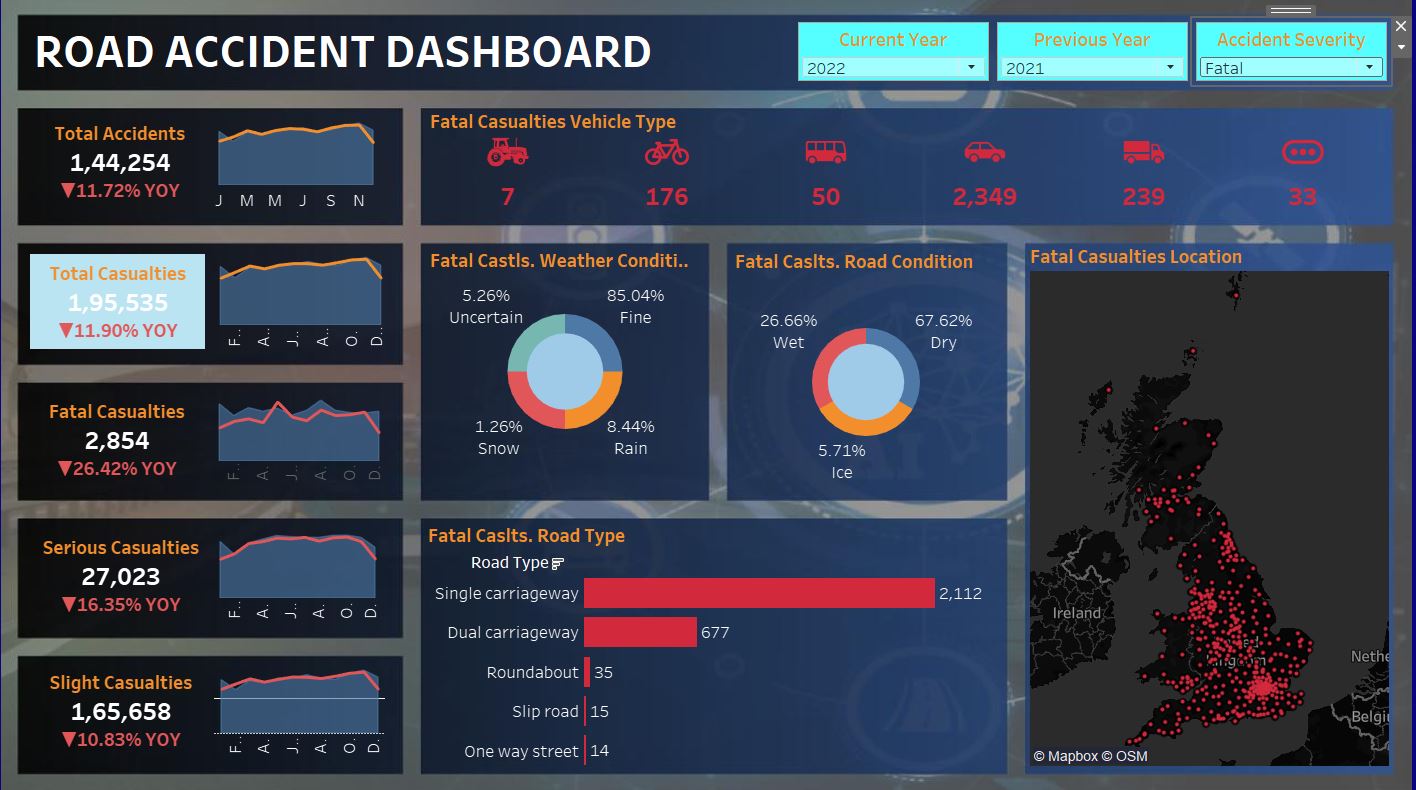 ROAD ACCIDENT DASHBOARD
Current Year
2022
Previous Year
2021
Accident Severity
Fatal
Total Accidents
1,44,254
▼11.72% YOY
J M M J S N
Fatal Casualties Vehicle Type
7 176 50 2,349 239 33
Total Casualties
1,95,535
▼11.90% YOY
F.. A.. J.. A.. O. D..
Fatal Castls. Weather Conditi..
5.26%
Uncertain
85.04%
Fine
1.26%
Snow
8.44%
Rain
Fatal Caslts. Road Condition
26.66%
Wet
67.62%
Dry
5.71%
Ice
Fatal Casualties Location
Ireland
United
Kingdom
Nethe
Belgi
© Mapbox © OSM
Fatal Casualties
2,854
▼26.42% YOY
F.. A.. J.. A.. O. D..
Serious Casualties
27,023
▼16.35% YOY
F.. A.. J.. A.. O. D..
Fatal Caslts. Road Type
Road Type
Single carriageway 2,112
Dual carriageway 677
Roundabout 35
Slip road 15
One way street 14
Slight Casualties
1,65,658
▼10.83% YOY
F.. A.. J.. A.. O. D..